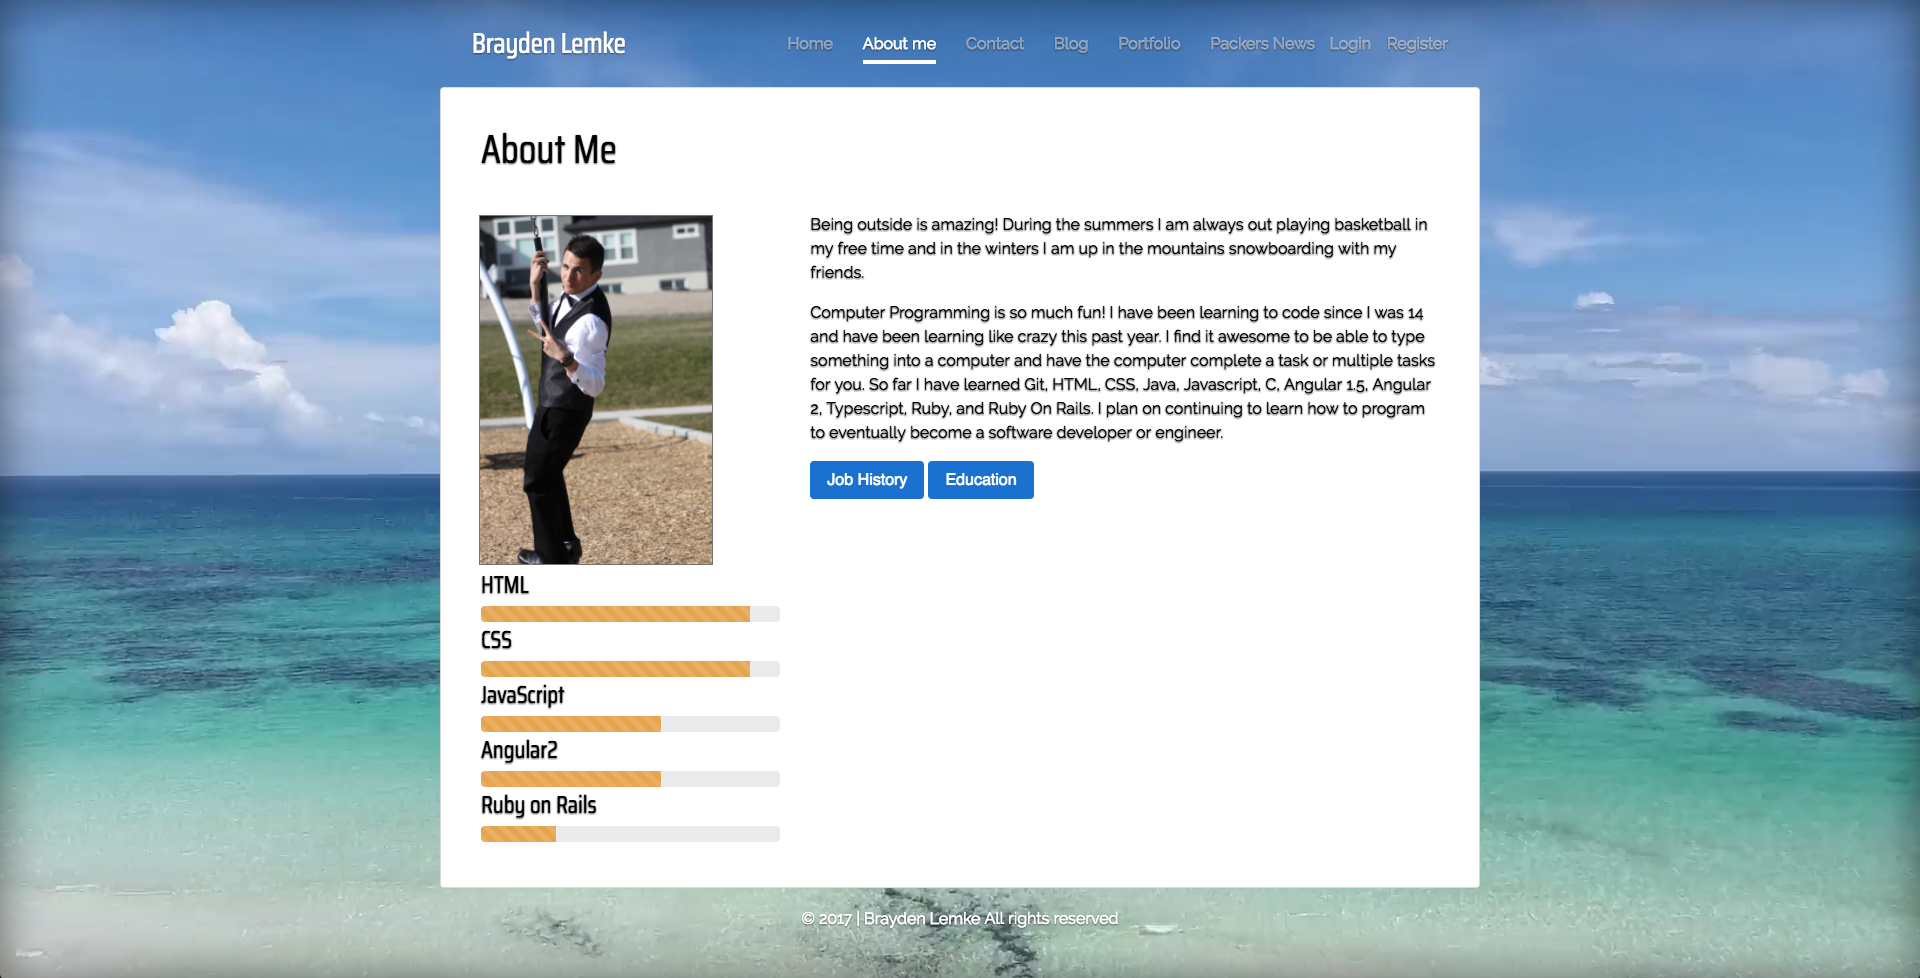 Brayden Lemke
Home About me Contact Blog Portfolio Packers News Login Register
About Me
Being outside is amazing! During the summers I am always out playing basketball in
my free time and in the winters I am up in the mountains snowboarding with my
friends.
Computer Programming is so much fun! I have been learning to code since I was 14
and have been learning like crazy this past year. I find it awesome to be able to type
something into a computer and have the computer complete a task or multiple tasks
for you. So far I have learned Git, HTML, CSS, Java, Javascript, C, Angular 1.5, Angular
2, Typescript, Ruby, and Ruby On Rails. I plan on continuing to learn how to program
to eventually become a software developer or engineer.
Job History Education
HTML
CSS
JavaScript
Angular2
Ruby on Rails
© 2017 | Brayden Lemke All rights reserved